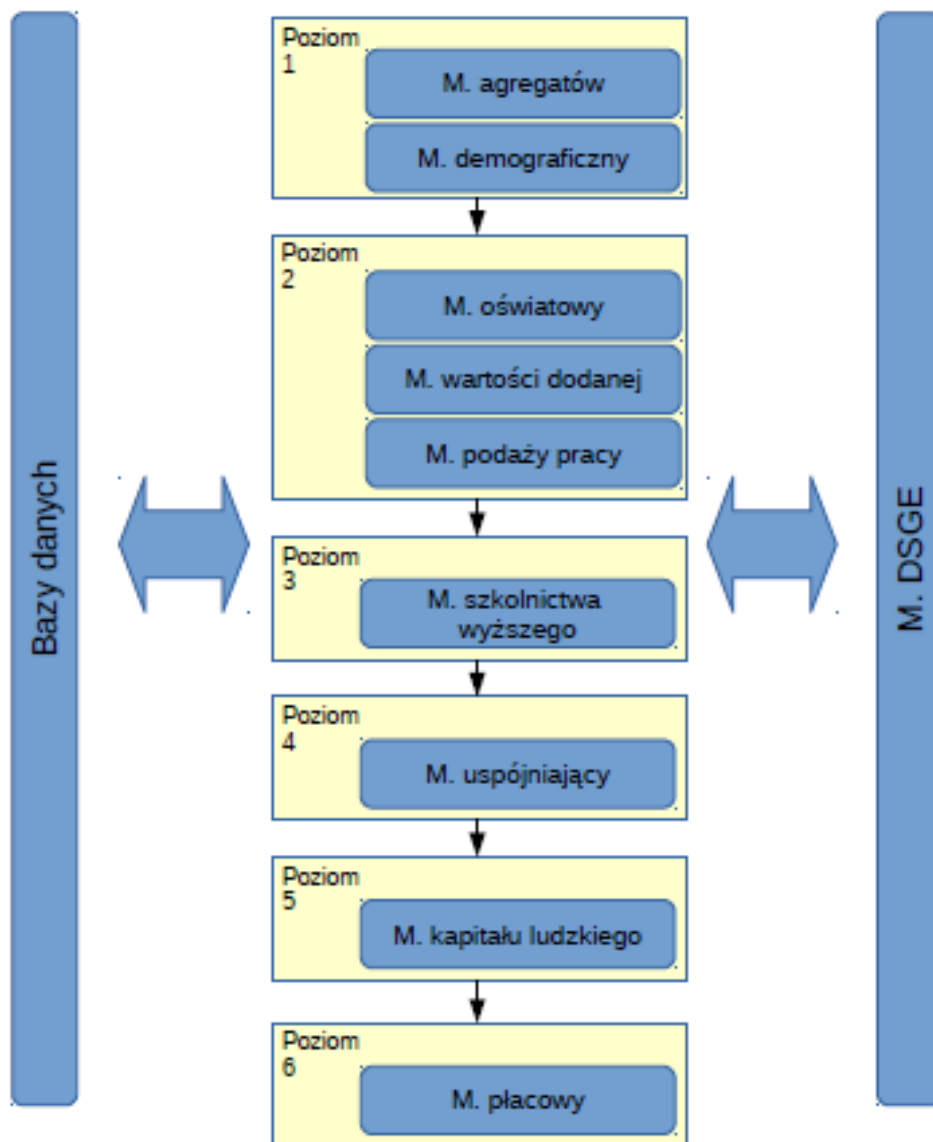 Bazy danych
Poziom
1
M. agregatów
M. demograficzny
Poziom
2
M. oświatowy
M. wartości dodanej
M. podaży pracy
Poziom
3
M. szkolnictwa
wyższego
Poziom
4
M. uspójniający
Poziom
5
M. kapitału ludzkiego
Poziom
6
M. płacowy
M. DSGE